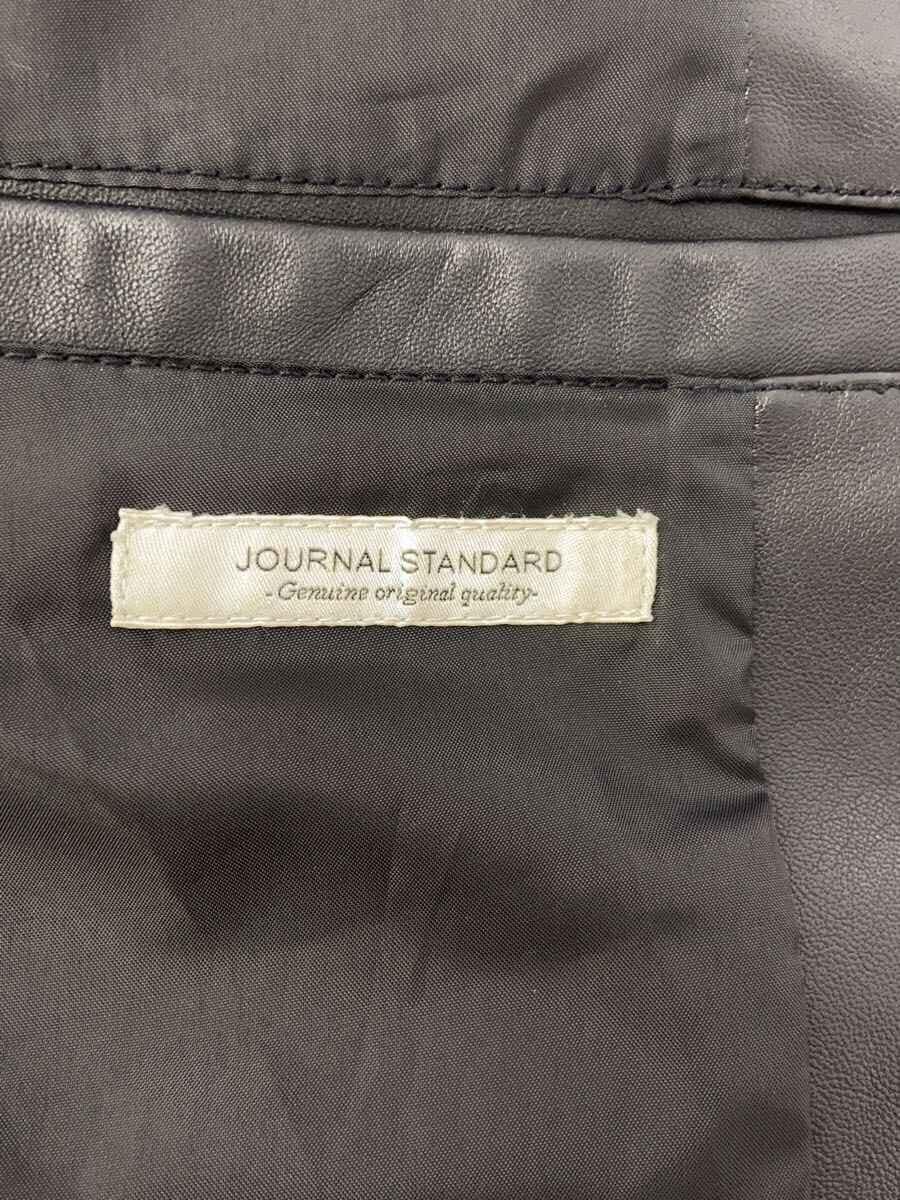 JOURNAL STANDARD
- Genuine original quality-